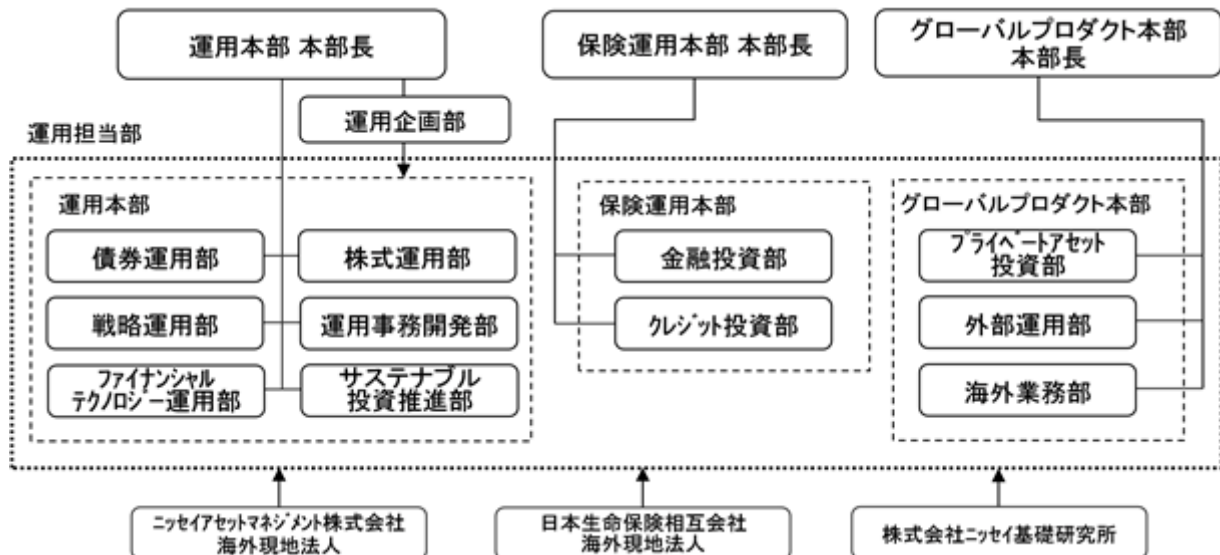 運用本部 本部長
保険運用本部 本部長
グローバルプロダクト本部
本部長
運用企画部
運用担当部
運用本部
債券運用部
株式運用部
戦略運用部
運用事務開発部
ファイナンシャル
テクノロジー運用部
サステナブル
投資推進部
保険運用本部
金融投資部
クレジット投資部
グローバルプロダクト本部
プライベートアセット
投資部
外部運用部
海外業務部
ニッセイアセットマネジメント株式会社
海外現地法人
日本生命保険相互会社
海外現地法人
株式会社ニッセイ基礎研究所